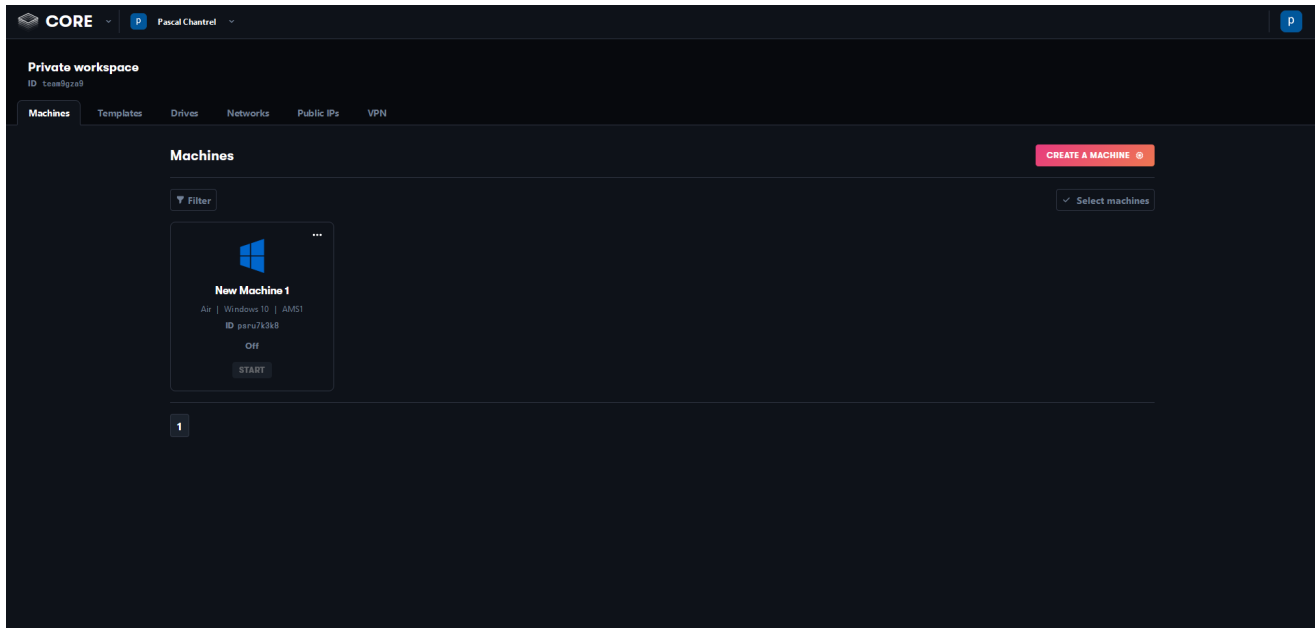 CORE P Pascal Chantrel P
Private workspace
ID team9gza9
Machines Templates Drives Networks Public IPs VPN
Machines CREATE A MACHINE
Filter Select machines
...
New Machine 1
Air | Windows 10 | AMS1
ID psru7k3k8
Off
START
1